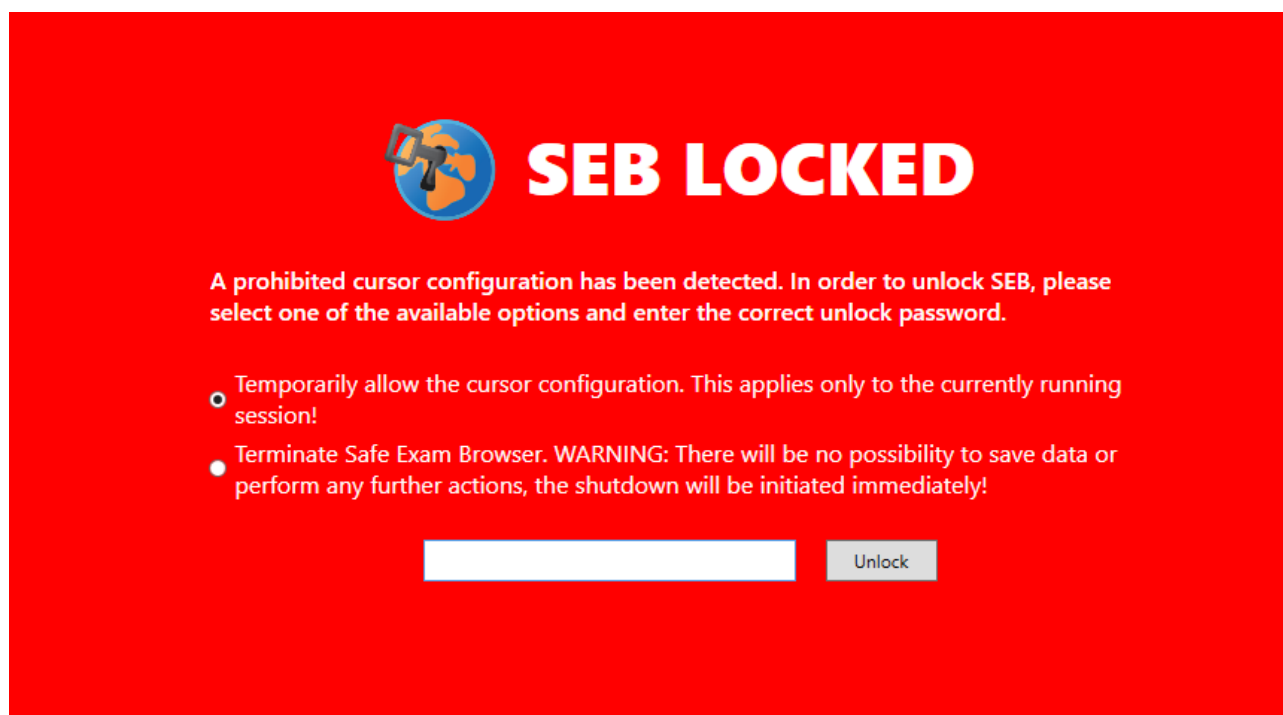 SEB LOCKED
A prohibited cursor configuration has been detected. In order to unlock SEB, please
select one of the available options and enter the correct unlock password.
Temporarily allow the cursor configuration. This applies only to the currently running
session!
Terminate Safe Exam Browser. WARNING: There will be no possibility to save data or
perform any further actions, the shutdown will be initiated immediately!
Unlock